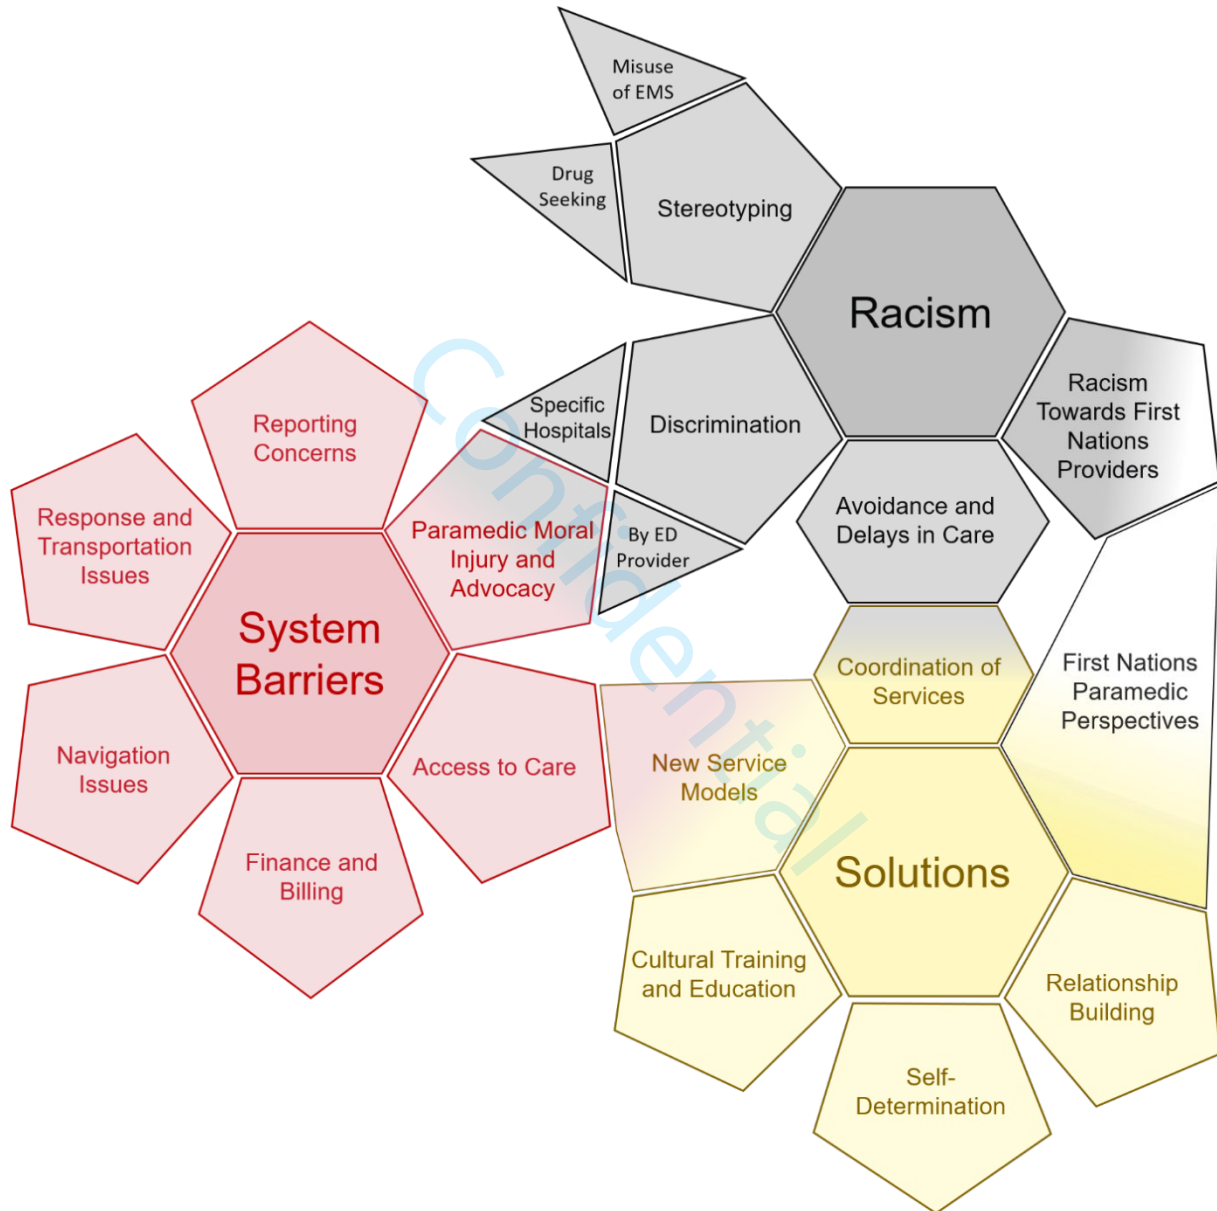 Misuse
of EMS
Drug
Seeking
Stereotyping
Racism
Racism
Towards First
Nations
Providers
Specific
Hospitals
Discrimination
Avoidance and
Delays in Care
By ED
Provider
Reporting
Concerns
Response and
Transportation
Issues
Paramedic Moral
Injury and
Advocacy
System
Barriers
Navigation
Issues
Access to Care
Finance and
Billing
Coordination of
Services
First Nations
Paramedic
Perspectives
New Service
Models
Solutions
Cultural Training
and Education
Relationship
Building
Self-
Determination
Confidential